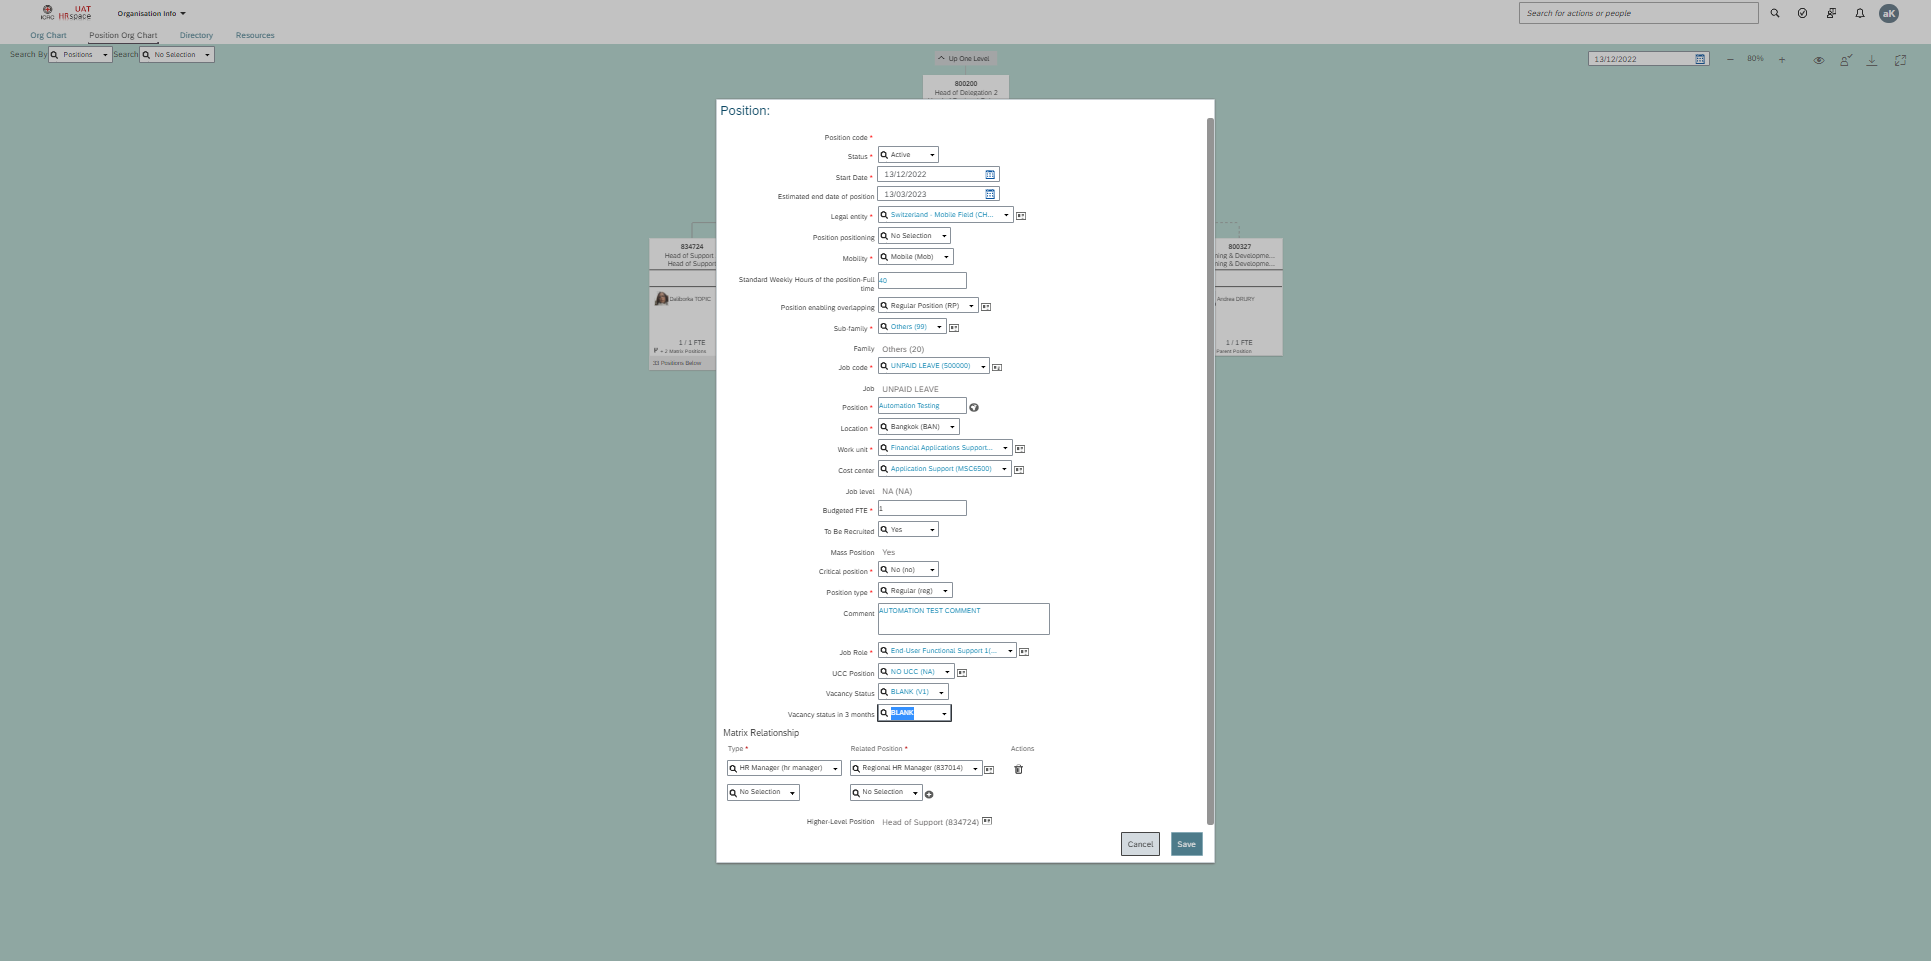 UAT
ICRC HR space
Organisation Info
Search for actions or people
aK
Org Chart Position Org Chart Directory Resources
Search By Positions Search No Selection
Up One Level
13/12/2022
80%
800200
Head of Delegation 2
Position:
Position code *
Status * Active
Start Date * 13/12/2022
Estimated end date of position 13/03/2023
Legal entity * Switzerland - Mobile Field (CH...
Position positioning No Selection
Mobility * Mobile (Mob)
Standard Weekly Hours of the position-Full time 40
Position enabling overlapping Regular Position (RP)
Sub-family * Others (99)
Family Others (20)
Job code * UNPAID LEAVE (S00000)
Job UNPAID LEAVE
Position * Automation Testing
Location * Bangkok (BAN)
Work unit * Financial Applications Support...
Cost center Application Support (MSC6500)
Job level NA (NA)
Budgeted FTE * 1
To Be Recruited Yes
Mass Position Yes
Critical position * No (no)
Position type * Regular (reg)
Comment AUTOMATION TEST COMMENT
Job Role * End-User Functional Support 1(...
UCC Position NO UCC (NA)
Vacancy Status BLANK (V1)
Vacancy status in 3 months BLANK
Matrix Relationship
Type * Related Position * Actions
HR Manager (hr manager) Regional HR Manager (837014)
No Selection No Selection
Higher-Level Position Head of Support (834724)
Cancel Save
834724
Head of Support
Head of Support
Daliborka TOPIC
1 / 1 FTE
+ 2 Matrix Positions
33 Positions Below
800327
ning & Developme...
ng & Developme...
Andrea DRURY
1 / 1 FTE
Parent Position